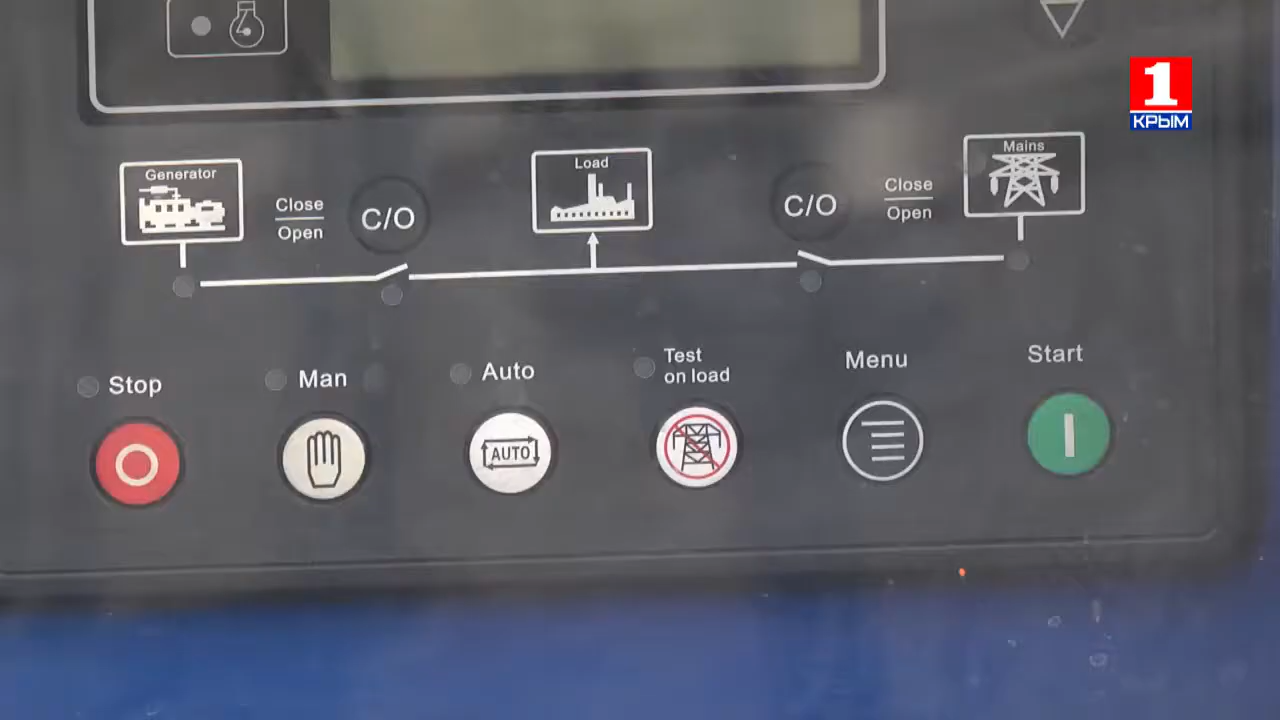 1
КРЫМ
Generator
Close
Open
C/O
Load
C/O
Close
Open
Mains
Stop
Man
Auto
Test
on load
Menu
Start
AUTO